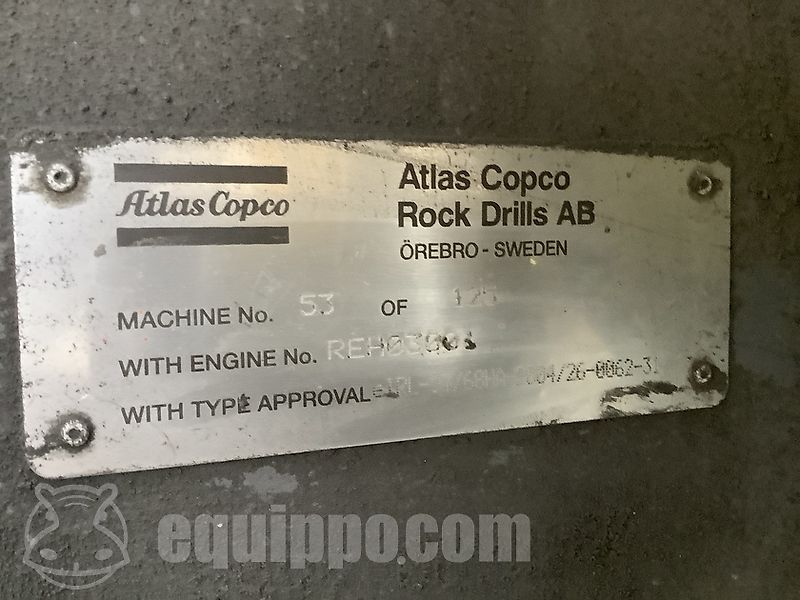 Atlas Copco
Atlas Copco
Rock Drills AB
ÖREBRO - SWEDEN
MACHINE No. 53 OF 125
WITH ENGINE No.
WITH TYPE APPROVAL
equippo.com